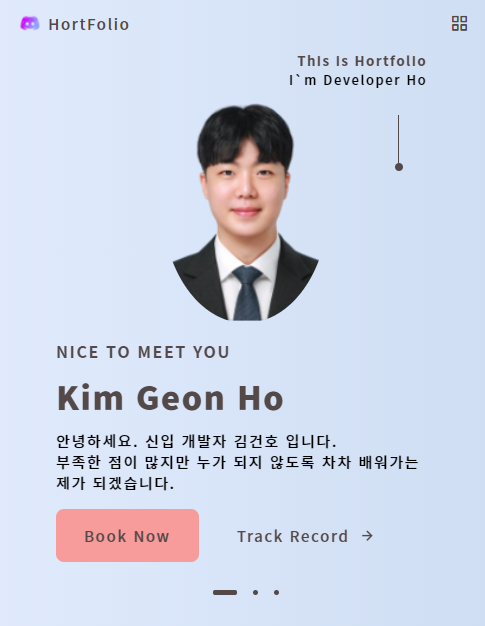 HortFolio
This Is Hortfolio
I`m Developer Ho
NICE TO MEET YOU
Kim Geon Ho
안녕하세요. 신입 개발자 김건호 입니다.
부족한 점이 많지만 누가 되지 않도록 차차 배워가는
제가 되겠습니다.
Book Now
Track Record →